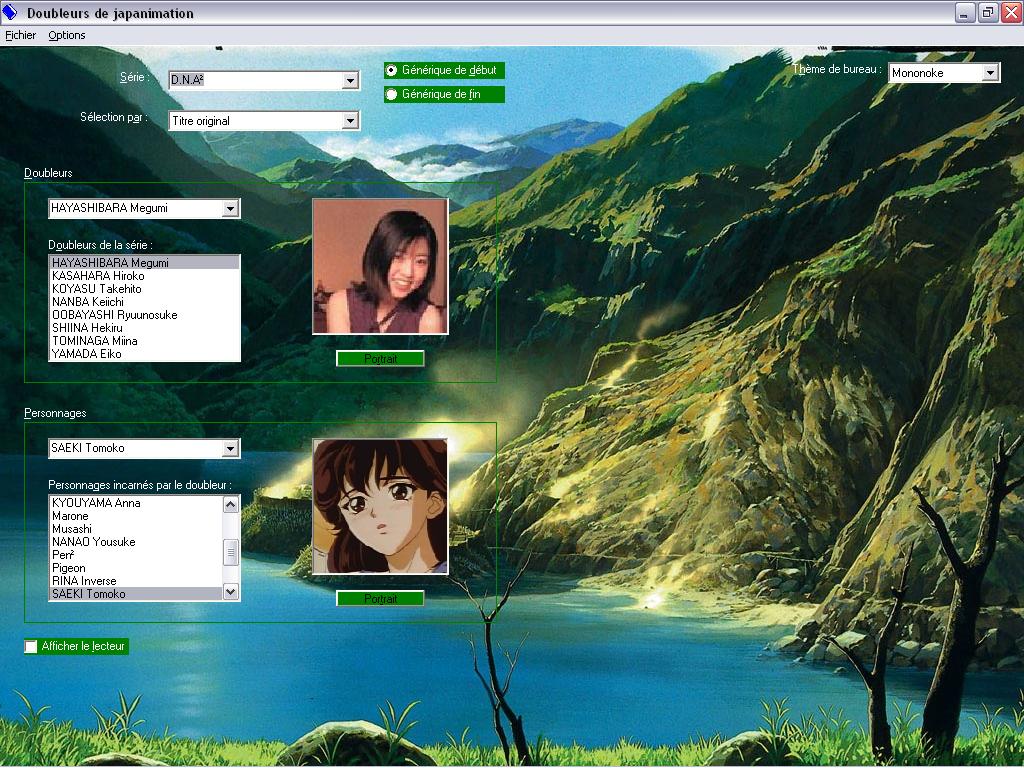 Doubleurs de japanimation
Fichier Options
Série : D.N.A²
Générique de début
Générique de fin
Thème de bureau : Mononoke
Sélection par : Titre original
Doubleurs
HAYASHIBARA Megumi
Doubleurs de la série :
HAYASHIBARA Megumi
KASAHARA Hiroko
KOYASU Takehito
NANBA Keiichi
OOBAYASHI Ryuunosuke
SHIINA Hekiru
TOMINAGA Miina
YAMADA Eiko
Portrait
Personnages
SAEKI Tomoko
Personnages incarnés par le doubleur :
KYOUYAMA Anna
Marone
Musashi
NANAO Yousuke
Pigeon
RINA Inverse
SAEKI Tomoko
Portrait
Afficher le lecteur